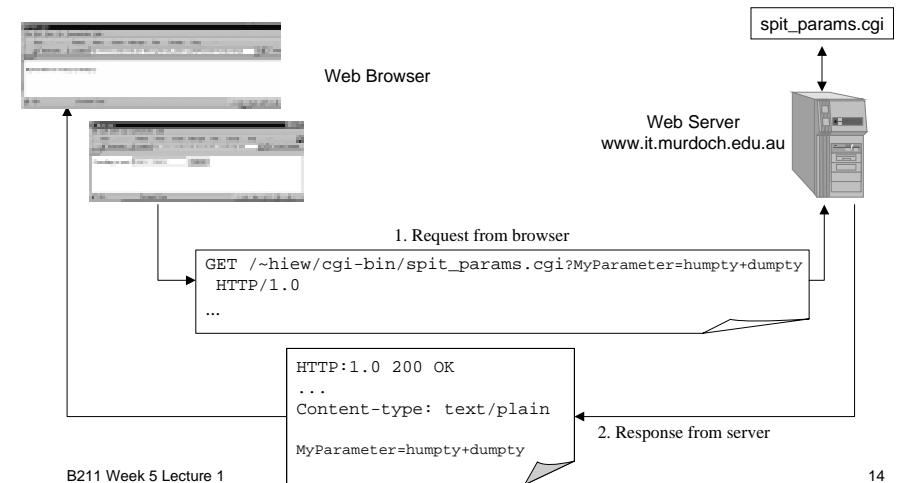 spit_params.cgi
Web Browser
Web Server
www.it.murdoch.edu.au
1. Request from browser
GET /~hiew/cgi-bin/spit_params.cgi?MyParameter=humpty+dumpty
HTTP/1.0
...
HTTP:1.0 200 OK
...
Content-type: text/plain
MyParameter=humpty+dumpty
2. Response from server
B211 Week 5 Lecture 1
14